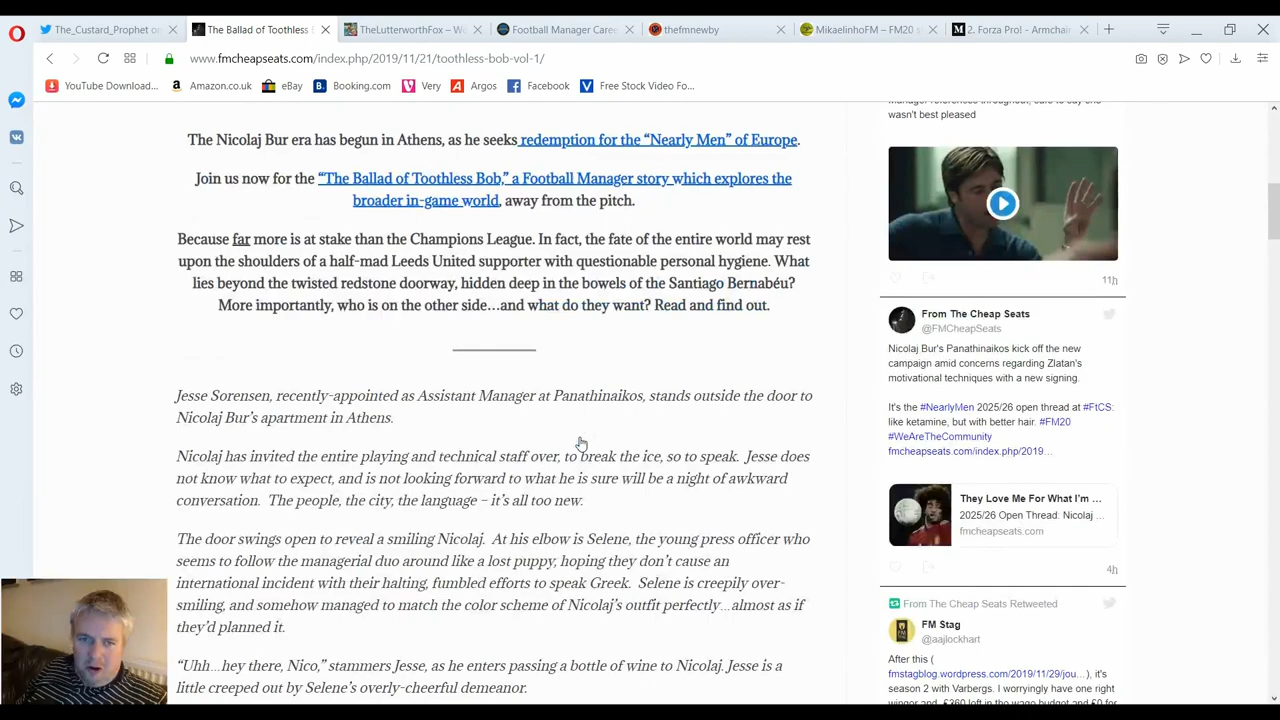 The_Custard_Prophet o
The Ballad of Toothless
TheLutterworthFox – W
Football Manager Caree
thefmnewby
MikaelinhoFM – FM20 s
2. Forza Pro! - Armchair
www.fmcheapseats.com/index.php/2019/11/21/toothless-bob-vol-1/
YouTube Download...
Amazon.co.uk
eBay
Booking.com
Very
Argos
Facebook
Free Stock Video Fo...
The Nicolaj Bur era has begun in Athens, as he seeks redemption for the “Nearly Men” of Europe.
Join us now for the “The Ballad of Toothless Bob,” a Football Manager story which explores the
broader in-game world, away from the pitch.
Because far more is at stake than the Champions League. In fact, the fate of the entire world may rest
upon the shoulders of a half-mad Leeds United supporter with questionable personal hygiene. What
lies beyond the twisted redstone doorway, hidden deep in the bowels of the Santiago Bernabéu?
More importantly, who is on the other side…and what do they want? Read and find out.
Jesse Sorensen, recently-appointed as Assistant Manager at Panathinaikos, stands outside the door to
Nicolaj Bur’s apartment in Athens.
Nicolaj has invited the entire playing and technical staff over, to break the ice, so to speak. Jesse does
not know what to expect, and is not looking forward to what he is sure will be a night of awkward
conversation. The people, the city, the language – it’s all too new.
The door swings open to reveal a smiling Nicolaj. At his elbow is Selene, the young press officer who
seems to follow the managerial duo around like a lost puppy, hoping they don’t cause an
international incident with their halting, fumbled efforts to speak Greek. Selene is creepily over-
smiling, and somehow managed to match the color scheme of Nicolaj’s outfit perfectly…almost as if
they’d planned it.
“Uhh…hey there, Nico,” stammers Jesse, as he enters passing a bottle of wine to Nicolaj. Jesse is a
little creeped out by Selene’s overly-cheerful demeanor.
wasn't best pleased
11h
From The Cheap Seats
@FMCheapSeats
Nicolaj Bur's Panathinaikos kick off the new
campaign amid concerns regarding Zlatan's
motivational techniques with a new signing.
It's the #NearlyMen 2025/26 open thread at #FtCS:
like ketamine, but with better hair. #FM20
#WeAreTheCommunity
fmcheapseats.com/index.php/2019…
They Love Me For What I'm ...
2025/26 Open Thread: Nicolaj ...
fmcheapseats.com
4h
From The Cheap Seats Retweeted
FM Stag
@aajlockhart
After this (
fmstagblog.wordpress.com/2019/11/29/jou…), it's
season 2 with Varbergs. I worryingly have one right